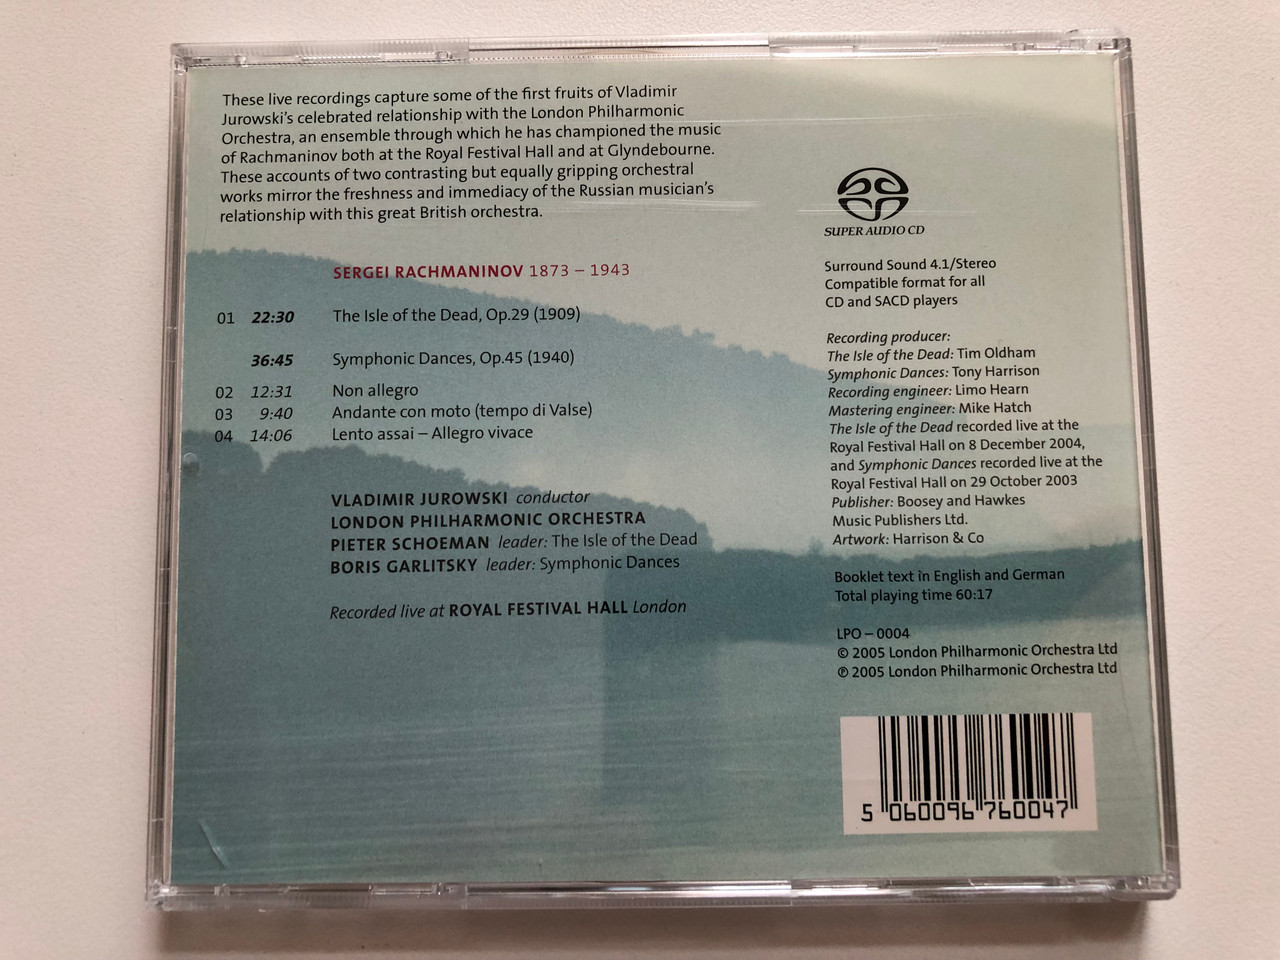 These live recordings capture some of the first fruits of Vladimir
Jurowski's celebrated relationship with the London Philharmonic
Orchestra, an ensemble through which he has championed the music
of Rachmaninov both at the Royal Festival Hall and at Glyndebourne.
These accounts of two contrasting but equally gripping orchestral
works mirror the freshness and immediacy of the Russian musician's
relationship with this great British orchestra.
SERGEI RACHMANINOV 1873 – 1943
01 22:30 The Isle of the Dead, Op.29 (1909)
36:45 Symphonic Dances, Op.45 (1940)
02 12:31 Non allegro
03 9:40 Andante con moto (tempo di Valse)
04 14:06 Lento assai – Allegro vivace
VLADIMIR JUROWSKI conductor
LONDON PHILHARMONIC ORCHESTRA
PIETER SCHOEMAN leader: The Isle of the Dead
BORIS GARLITSKY leader: Symphonic Dances
Recorded live at ROYAL FESTIVAL HALL London
SUPER AUDIO CD
Surround Sound 4.1/Stereo
Compatible format for all
CD and SACD players
Recording producer:
The Isle of the Dead: Tim Oldham
Symphonic Dances: Tony Harrison
Recording engineer: Limo Hearn
Mastering engineer: Mike Hatch
The Isle of the Dead recorded live at the
Royal Festival Hall on 8 December 2004,
and Symphonic Dances recorded live at the
Royal Festival Hall on 29 October 2003
Publisher: Boosey and Hawkes
Music Publishers Ltd.
Artwork: Harrison & Co
Booklet text in English and German
Total playing time 60:17
LPO – 0004
© 2005 London Philharmonic Orchestra Ltd
℗ 2005 London Philharmonic Orchestra Ltd
5 060096 760047